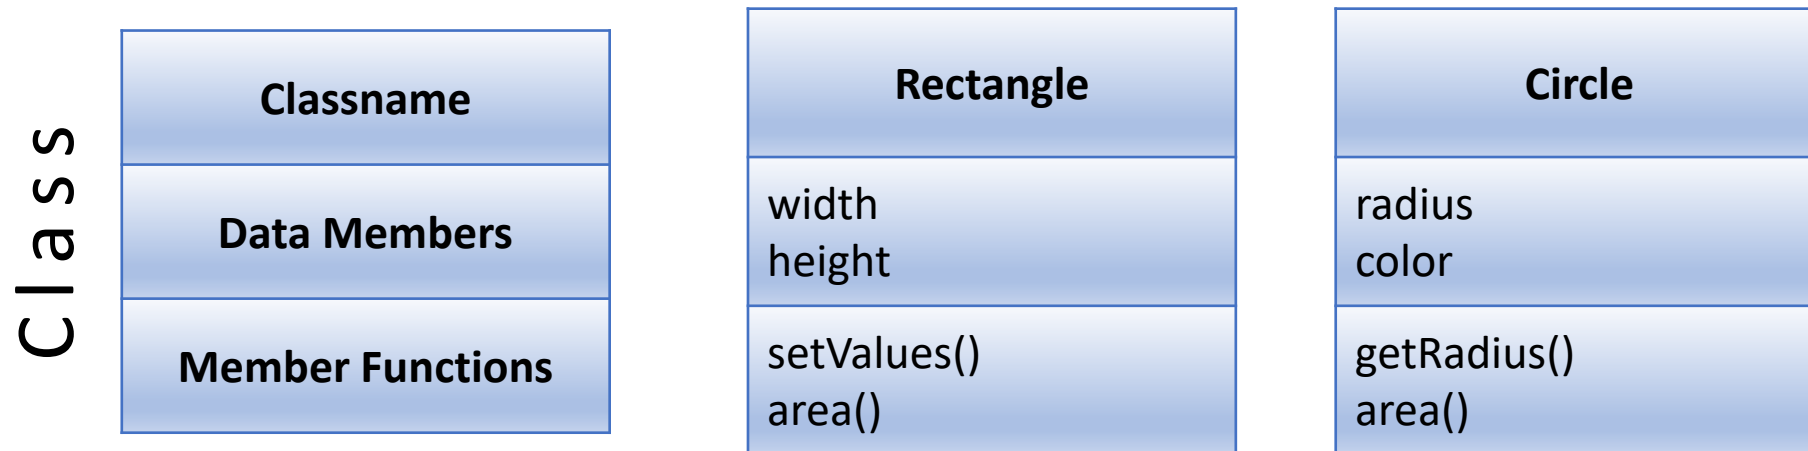 Class
Classname
Data Members
Member Functions
Rectangle
width
height
setValues()
area()
Circle
radius
color
getRadius()
area()